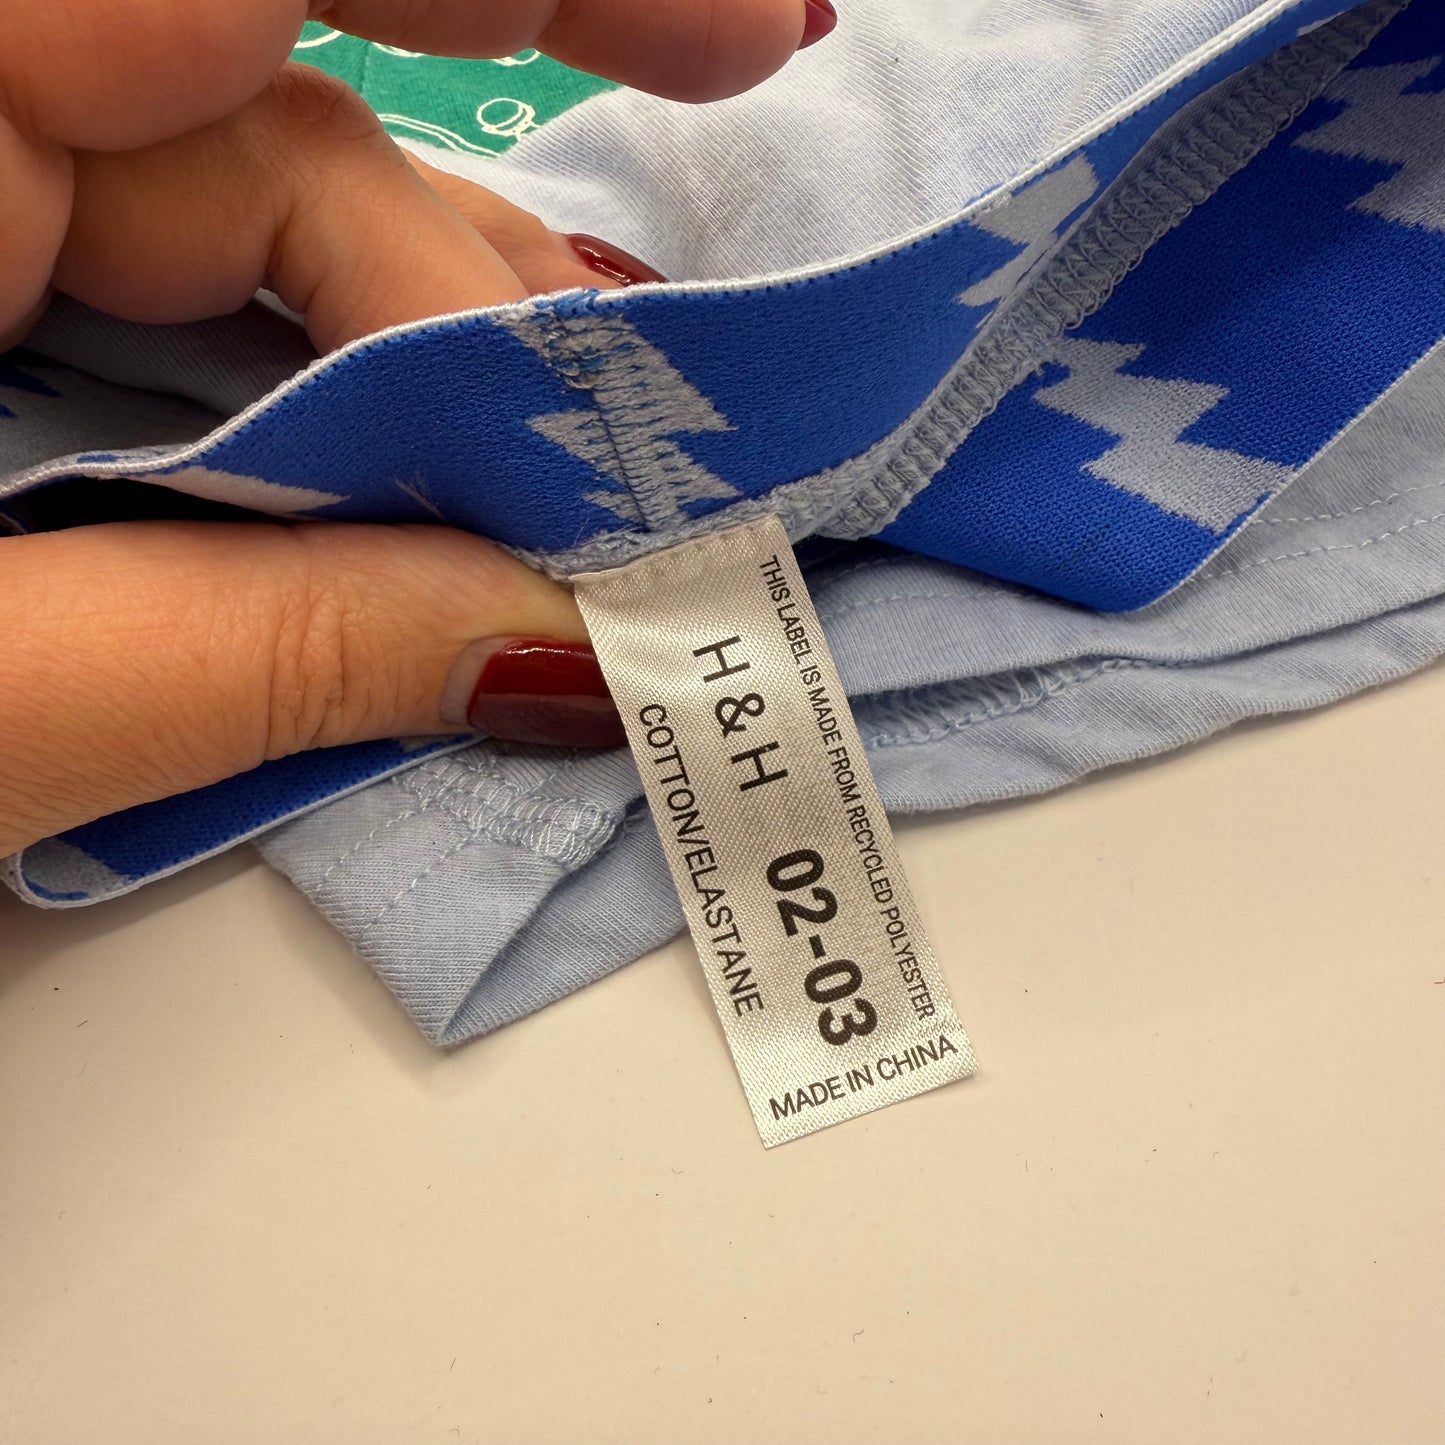 THIS LABEL IS MADE FROM RECYCLED POLYESTER
H & H 02-03
COTTON/ELASTANE
MADE IN CHINA